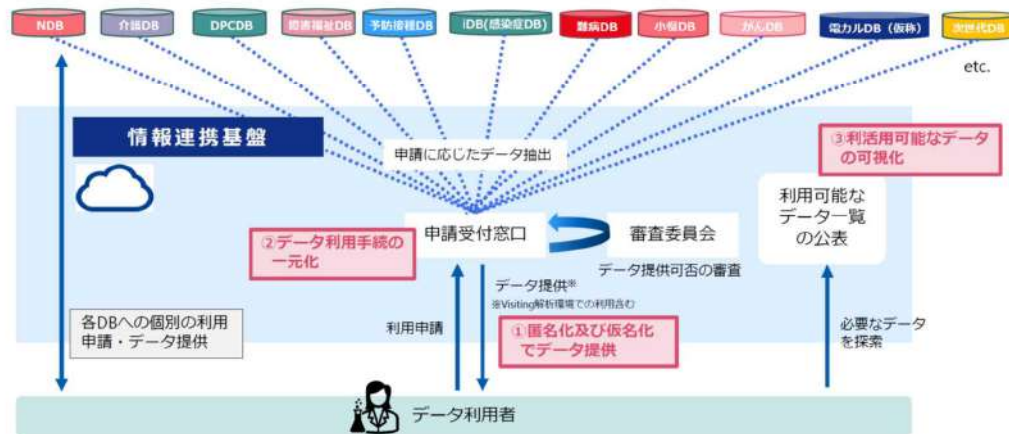 NDB
介護DB
DPCDB
障害福祉DB
予防接種DB
iDB(感染症DB)
難病DB
小慢DB
がんDB
電カルDB（仮称）
次世代DB
etc.
情報連携基盤
申請に応じたデータ抽出
③利活用可能なデータ
の可視化
利用可能な
データ一覧
の公表
②データ利用手続の
一元化
申請受付窓口
審査委員会
データ提供可否の審査
データ提供※
※Visiting解析環境での利用含む
各DBへの個別の利用
申請・データ提供
利用申請
①匿名化及び仮名化
でデータ提供
必要なデータ
を探索
データ利用者